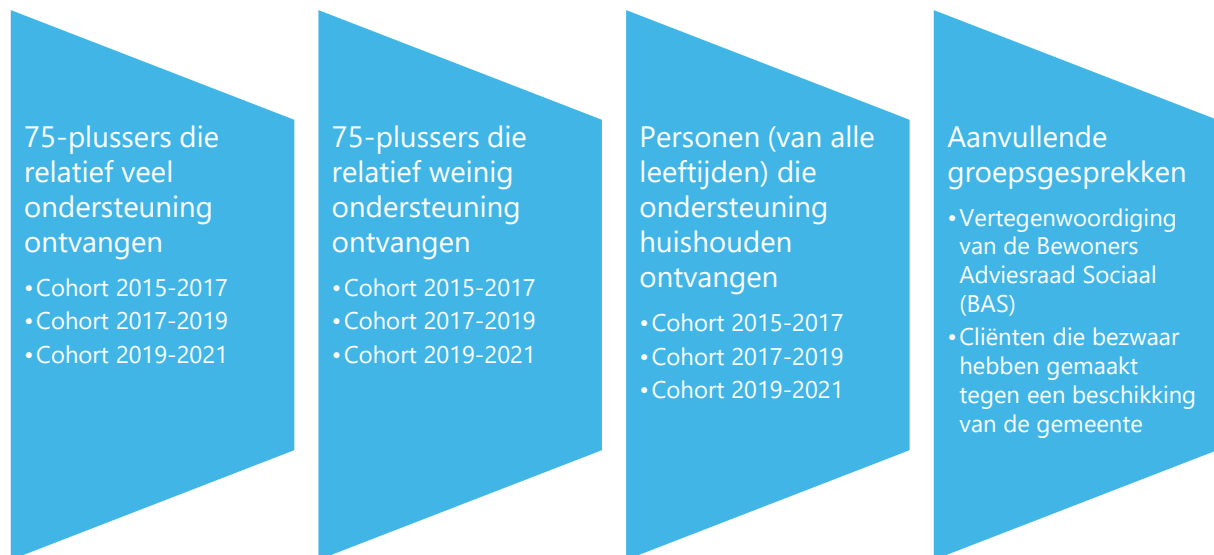 75-plussers die
relatief veel
ondersteuning
ontvangen
•Cohort 2015-2017
•Cohort 2017-2019
•Cohort 2019-2021
75-plussers die
relatief weinig
ondersteuning
ontvangen
•Cohort 2015-2017
•Cohort 2017-2019
•Cohort 2019-2021
Personen (van alle
leeftijden) die
ondersteuning
huishouden
ontvangen
•Cohort 2015-2017
•Cohort 2017-2019
•Cohort 2019-2021
Aanvullende
groepsgesprekken
•Vertegenwoordiging
van de Bewoners
Adviesraad Sociaal
(BAS)
•Cliënten die bezwaar
hebben gemaakt
tegen een beschikking
van de gemeente